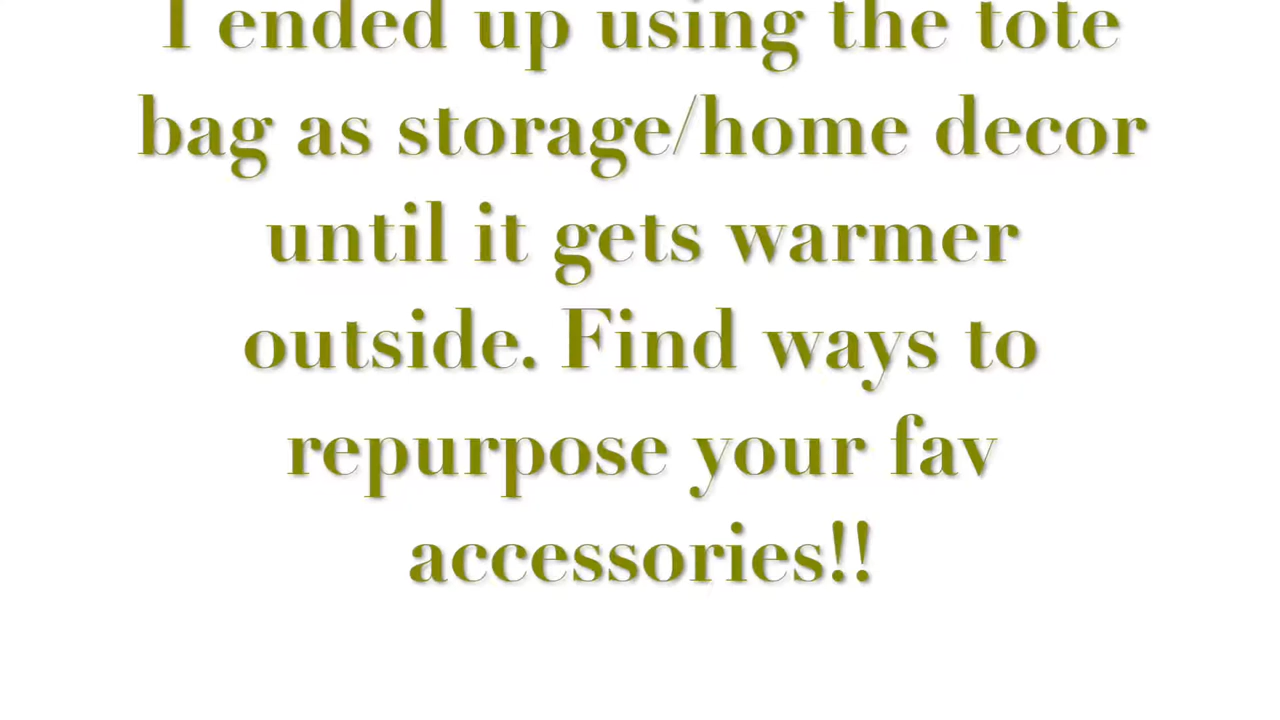 I ended up using the tote
bag as storage/home decor
until it gets warmer
outside. Find ways to
repurpose your fav
accessories!!